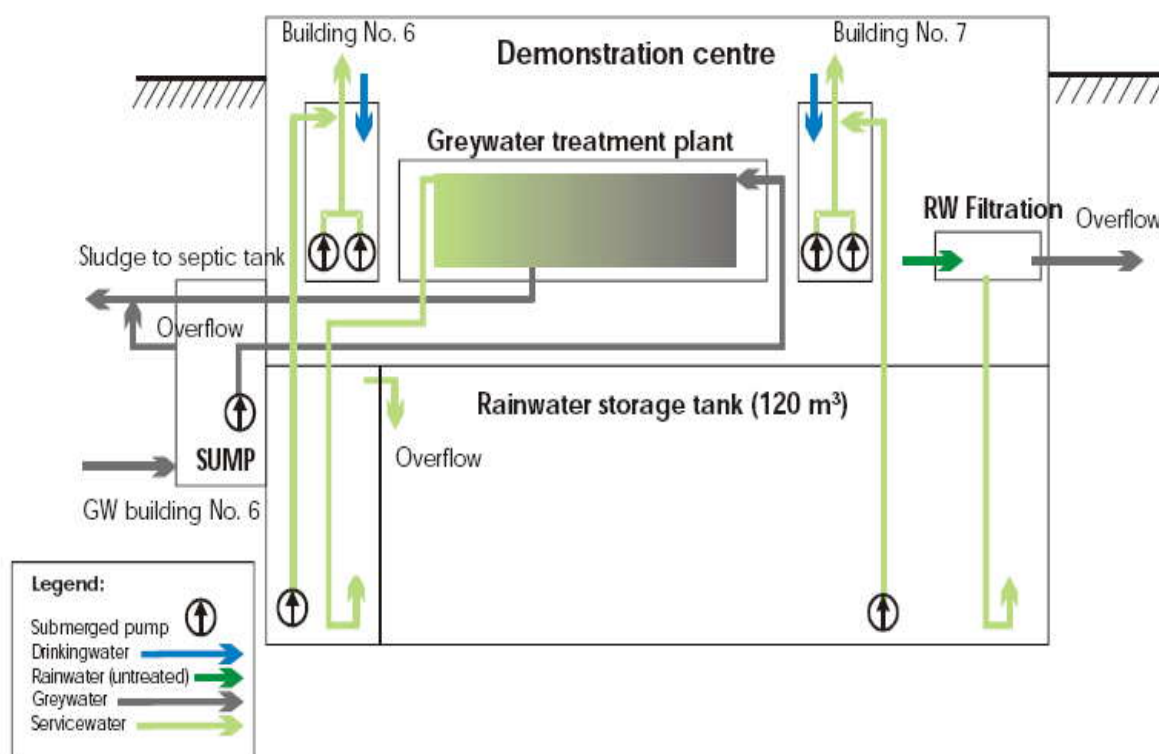 Building No. 6
Building No. 7
Demonstration centre
Greywater treatment plant
RW Filtration
Overflow
Sludge to septic tank
Overflow
Rainwater storage tank (120 m³)
Overflow
SUMP
GW building No. 6
Legend:
Submerged pump
Drinkingwater
Rainwater (untreated)
Greywater
Servicewater